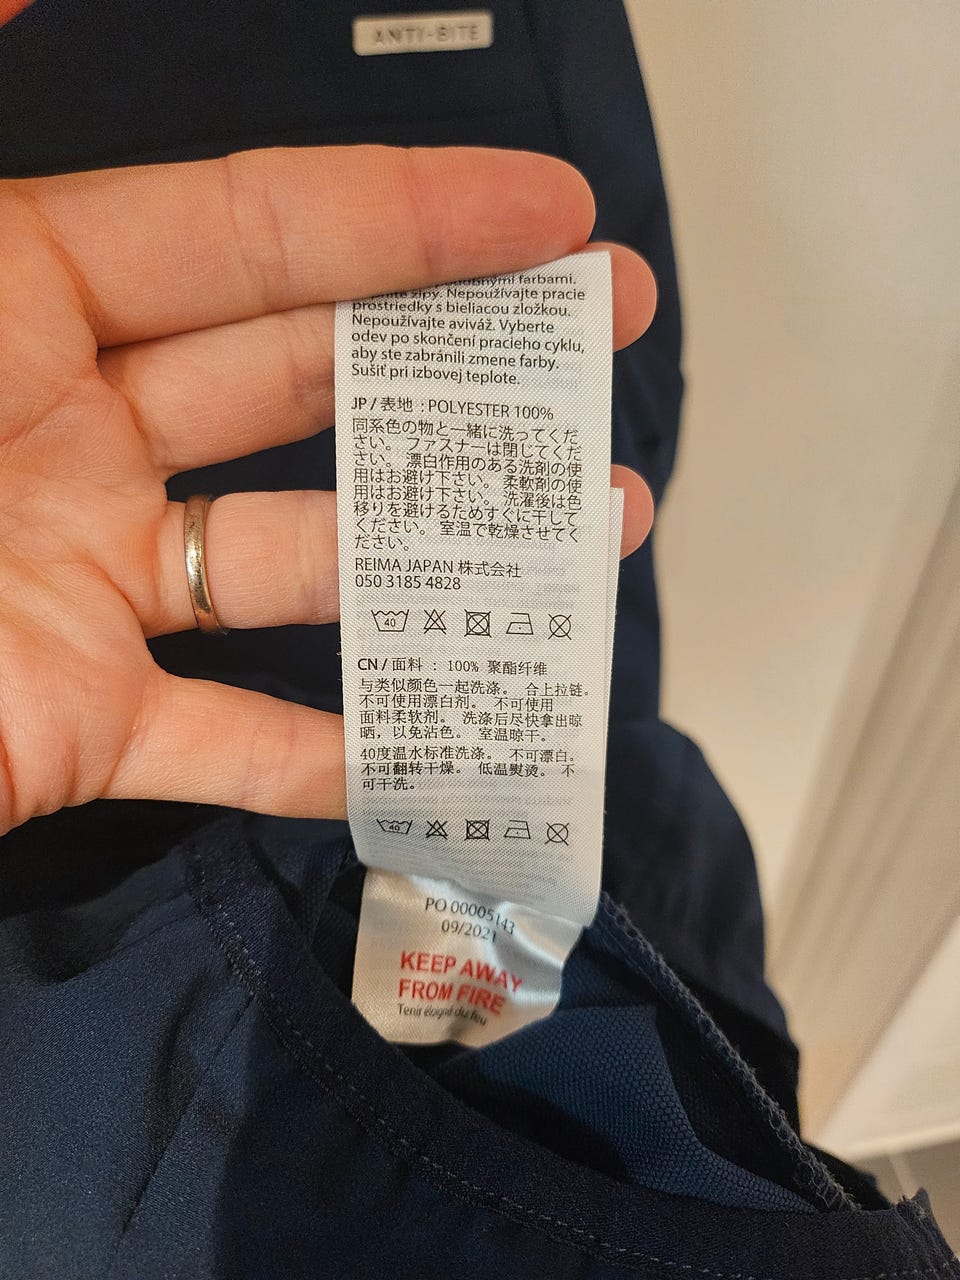 ANTI-BITE
podobnými farbami.
zipy. Nepoužívajte pracie
prostriedky s bieliacou zložkou.
Nepoužívajte aviváž. Vyberte
odev po skončení pracieho cyklu,
aby ste zabránili zmene farby.
Sušiť pri izbovej teplote.
JP / 表地 : POLYESTER 100%
同系色の物と一緒に洗ってくだ
さい。 ファスナーは閉じてくだ
さい。 漂白作用のある洗剤の使
用はお避け下さい。 柔軟剤の使
用はお避け下さい。 洗濯後は色
移りを避けるためすぐに干して
ください。 室温で乾燥させてく
ださい。
REIMA JAPAN 株式会社
050 3185 4828
40
CN / 面料 : 100% 聚酯纤维
与类似颜色一起洗涤。 合上拉链。
不可使用漂白剂。 不可使用
面料柔软剂。 洗涤后尽快拿出晾
晒，以免沾色。 室温晾干。
40度温水标准洗涤。 不可漂白。
不可翻转干燥。 低温熨烫。 不
可干洗。
40
PO 00005143
09/2021
KEEP AWAY
FROM FIRE
Tenir éloigné du feu